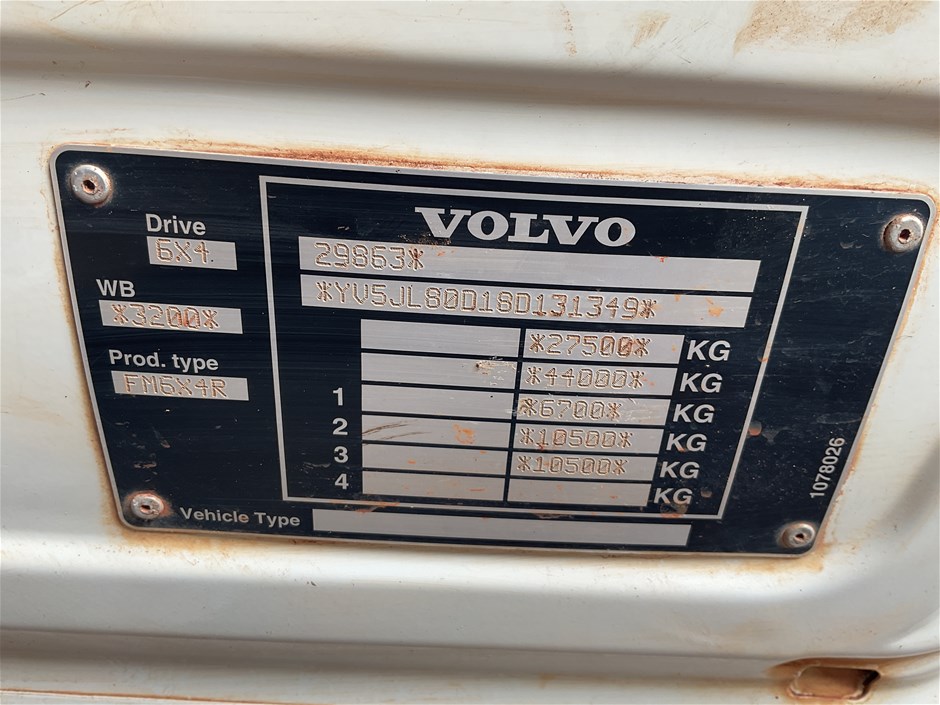 VOLVO
Drive
6X4
29863*
*YV5JL80D18D131349*
WB
*3200*
Prod. type
FM6X4R
*27500* KG
*44000* KG
1 *6700* KG
2 *10500* KG
3 *10500* KG
4 KG
Vehicle Type
1078026